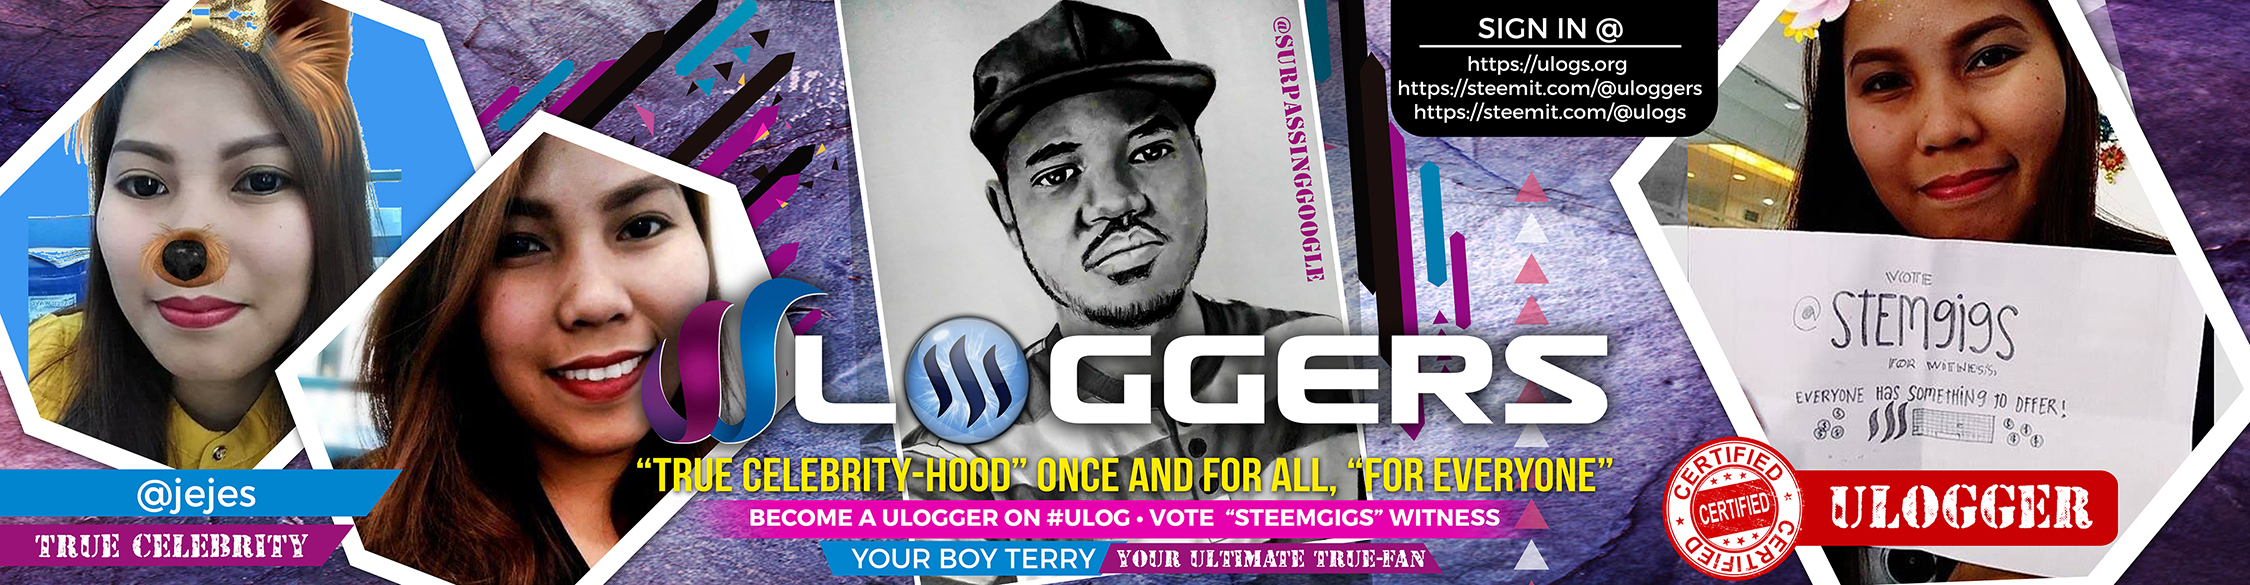 @jejes
TRUE CELEBRITY
@SURPASSINGGOOGLE
SIGN IN @
https://ulogs.org
https://steemit.com/@uloggers
https://steemit.com/@ulogs
ULOGGERS
“TRUE CELEBRITY-HOOD” ONCE AND FOR ALL, “FOR EVERYONE”
BECOME A ULOGGER ON #ULOG • VOTE “STEEMGIGS” WITNESS
YOUR BOY TERRY
YOUR ULTIMATE TRUE-FAN
VOTE
@STEMgigs
FOR WITNESS,
EVERYONE HAS SOMETHING TO OFFER!
CERTIFIED
CERTIFIED
CERTIFIED
ULOGGER